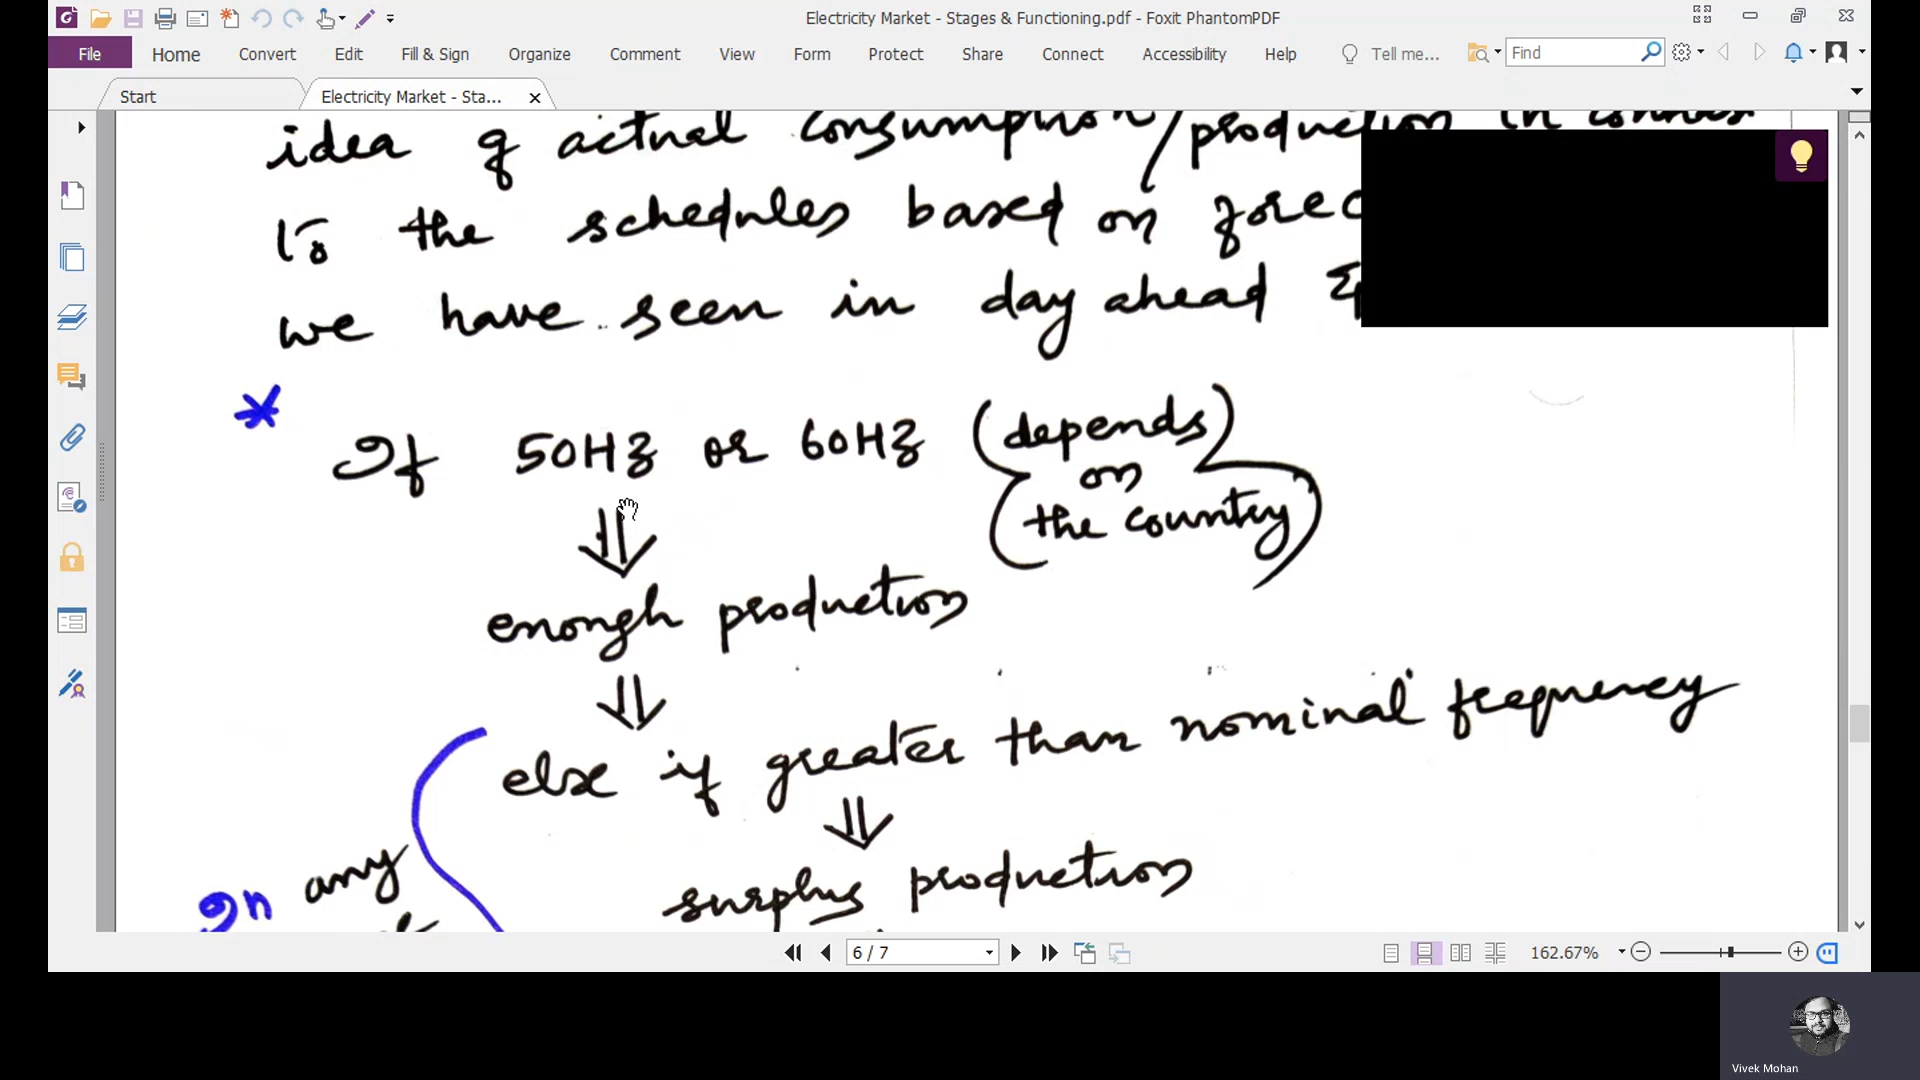 Electricity Market - Stages & Functioning.pdf - Foxit PhantomPDF
File Home Convert Edit Fill & Sign Organize Comment View Form Protect Share Connect Accessibility Help Tell me... Find
Start Electricity Market - Sta...
idea of actual consumption/production in
to the schedules based on forec
we have seen in day ahead
* If 50HZ or 60HZ (depends
on
the country)
enough production
else if greater than nominal frequency
surplus production
In any
6 / 7 162.67%
Vivek Mohan